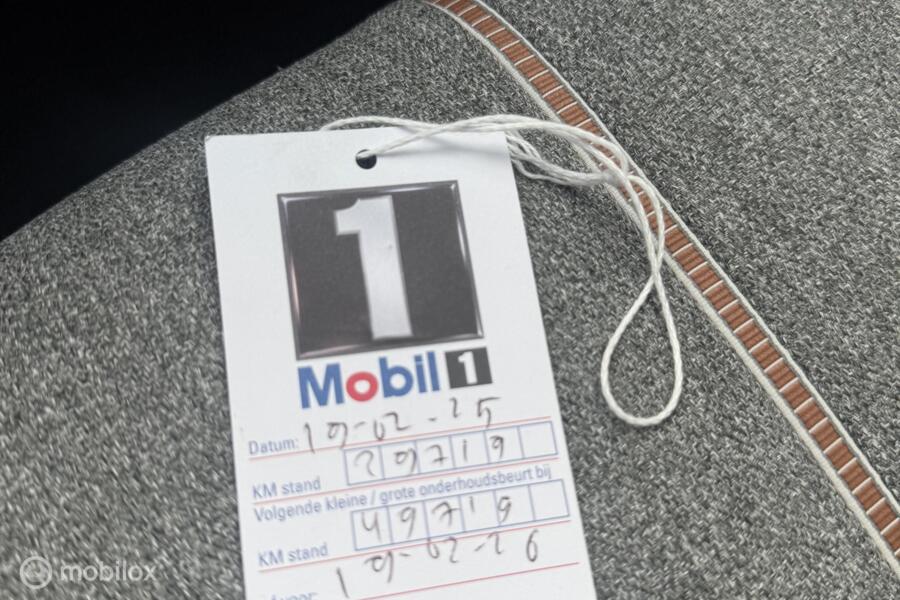 1
Mobil 1
Datum: 19-02-25
KM stand 29719
Volgende kleine / grote onderhoudsbeurt bij
KM stand 49719
19-02-26
mobilox